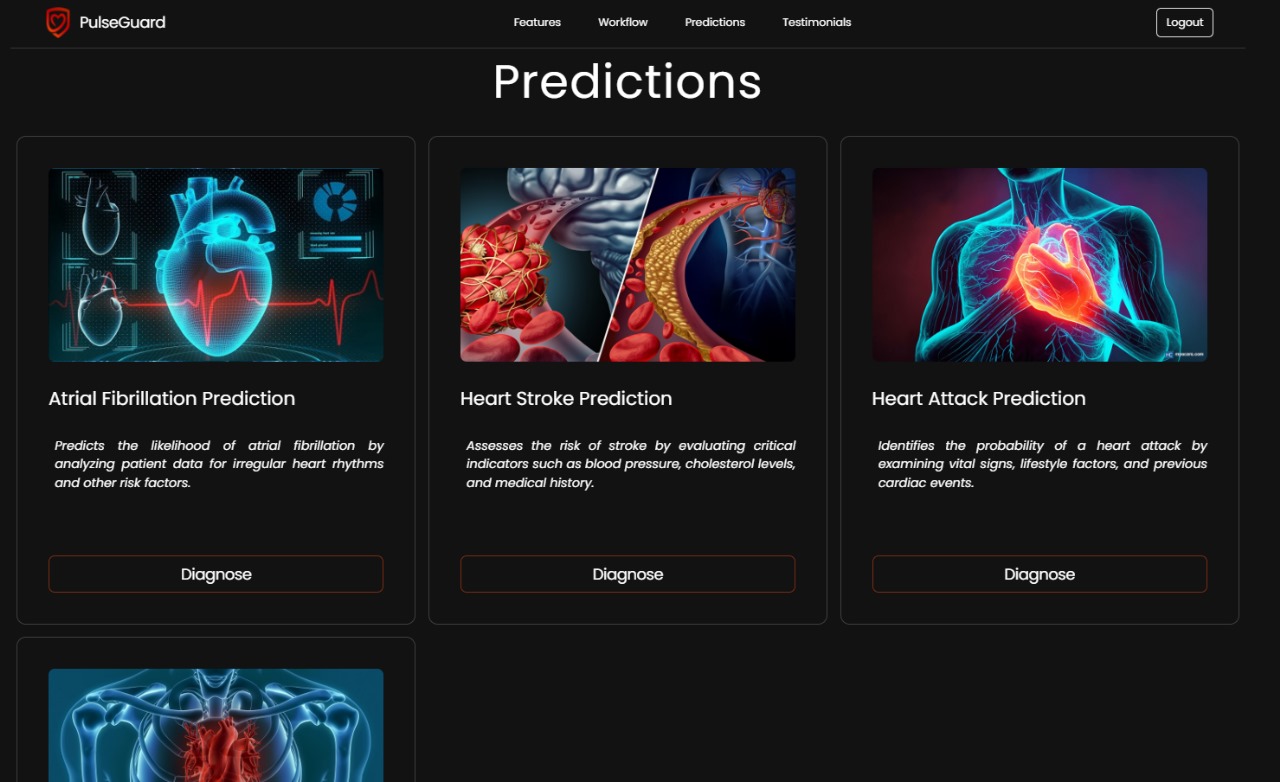 PulseGuard
Features
Workflow
Predictions
Testimonials
Logout
Predictions
Atrial Fibrillation Prediction
Predicts the likelihood of atrial fibrillation by
analyzing patient data for irregular heart rhythms
and other risk factors.
Diagnose
Heart Stroke Prediction
Assesses the risk of stroke by evaluating critical
indicators such as blood pressure, cholesterol levels,
and medical history.
Diagnose
Heart Attack Prediction
Identifies the probability of a heart attack by
examining vital signs, lifestyle factors, and previous
cardiac events.
Diagnose